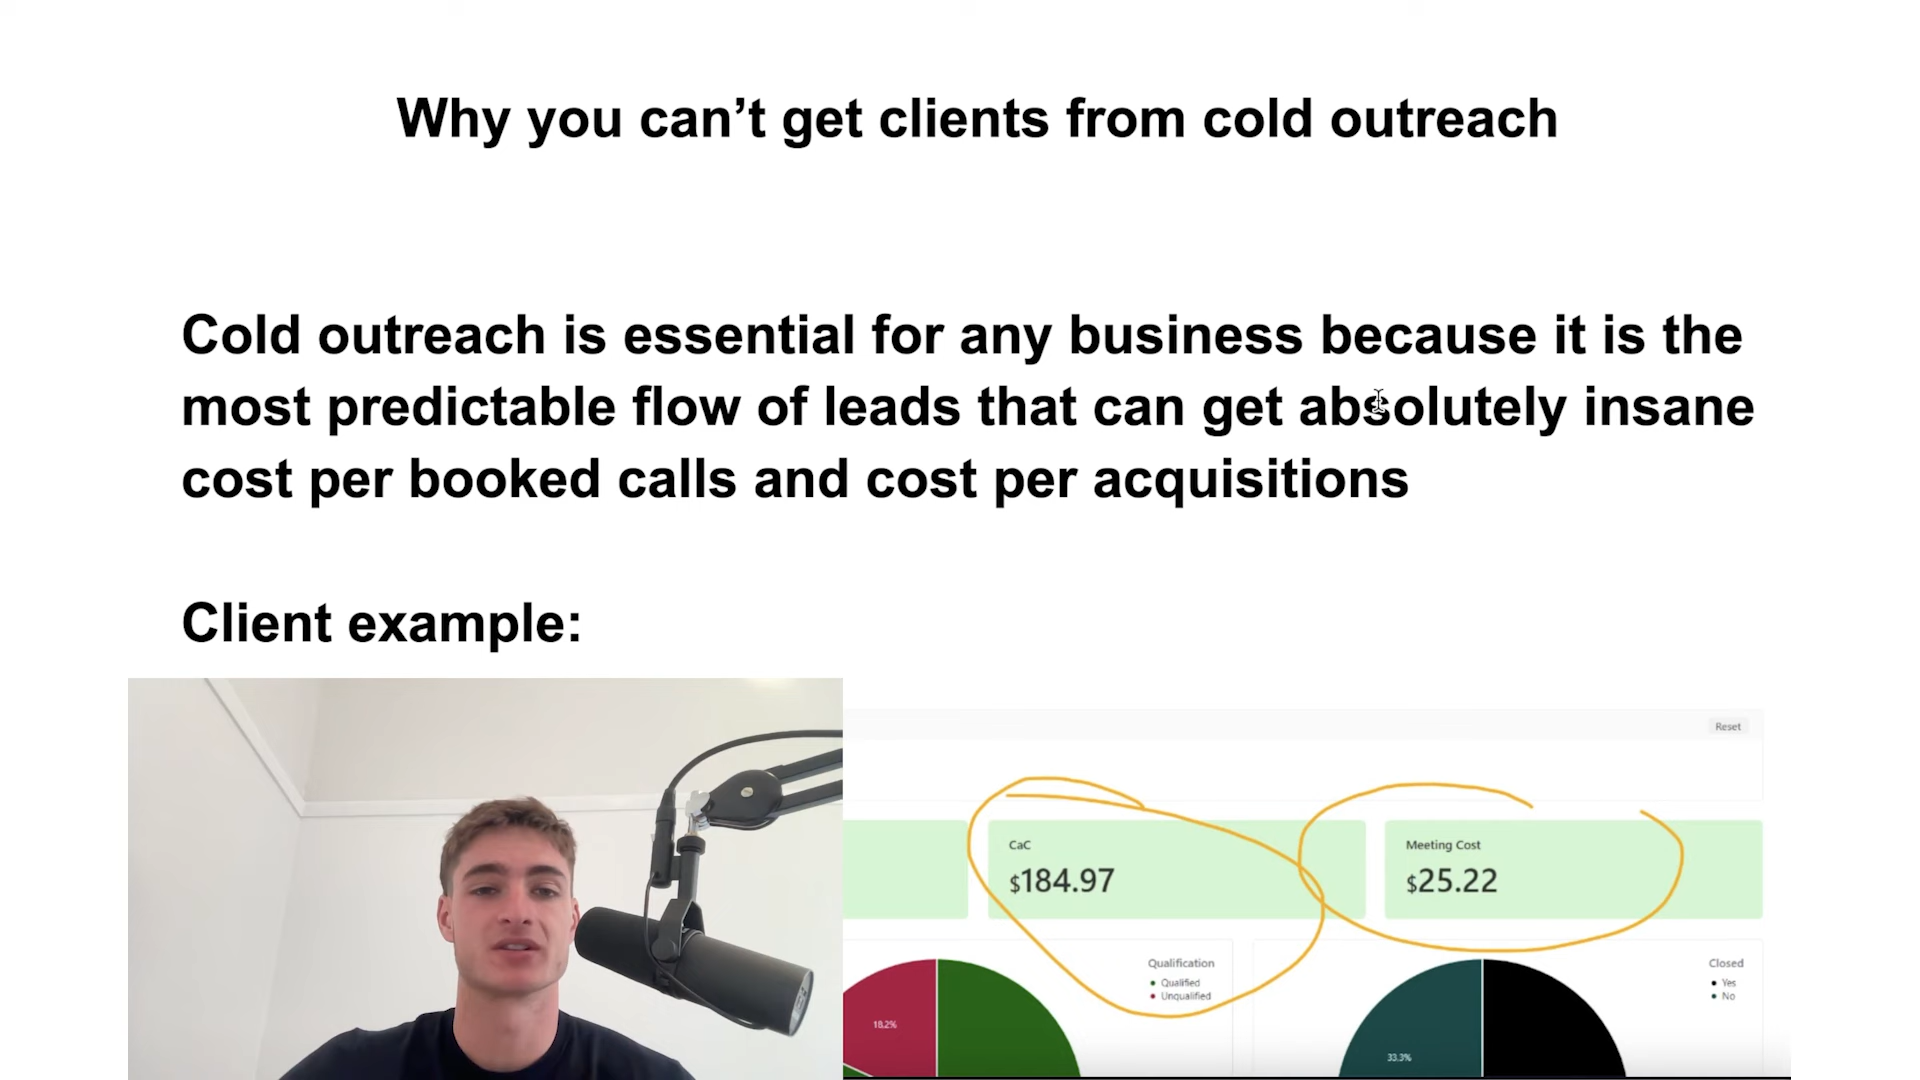 Why you can’t get clients from cold outreach
Cold outreach is essential for any business because it is the
most predictable flow of leads that can get absolutely insane
cost per booked calls and cost per acquisitions
Client example:
Reset
CaC
$184.97
Meeting Cost
$25.22
Qualification
Qualified
Unqualified
18.2%
Closed
Yes
No
33.3%